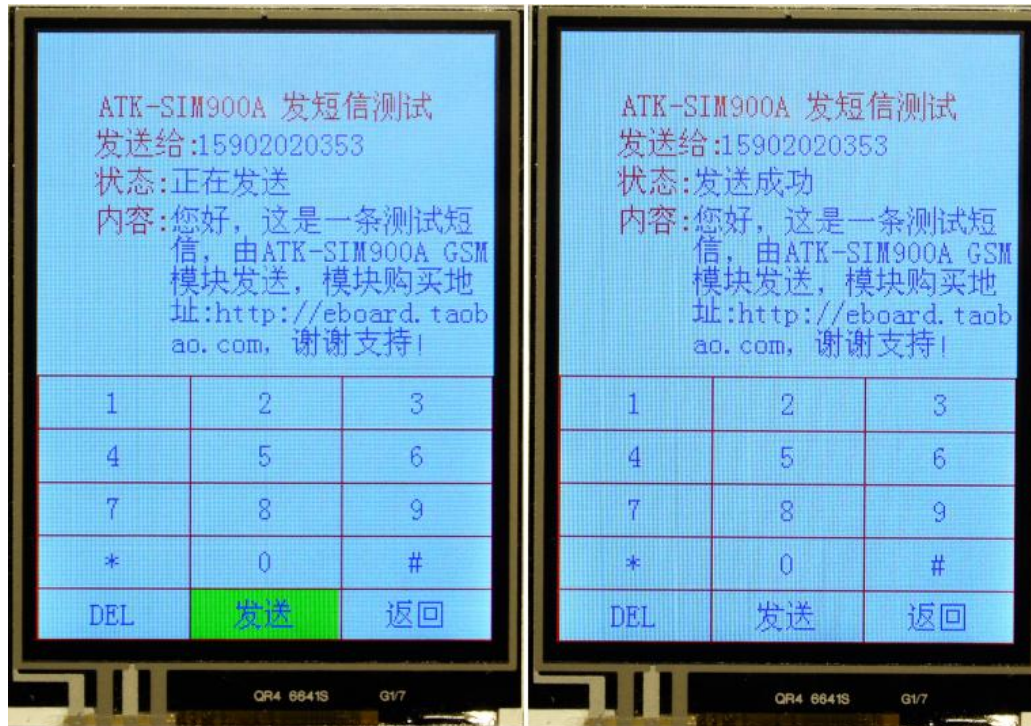 ATK-SIM900A 发短信测试
发送给:15902020353
状态:正在发送
内容:您好，这是一条测试短
信，由ATK-SIM900A GSM
模块发送，模块购买地
址:http://eboard.taob
ao.com，谢谢支持!
1 2 3
4 5 6
7 8 9
* 0 #
DEL 发送 返回
QR4 6641S G1/7
ATK-SIM900A 发短信测试
发送给:15902020353
状态:发送成功
内容:您好，这是一条测试短
信，由ATK-SIM900A GSM
模块发送，模块购买地
址:http://eboard.taob
ao.com，谢谢支持!
1 2 3
4 5 6
7 8 9
* 0 #
DEL 发送 返回
QR4 6641S G1/7